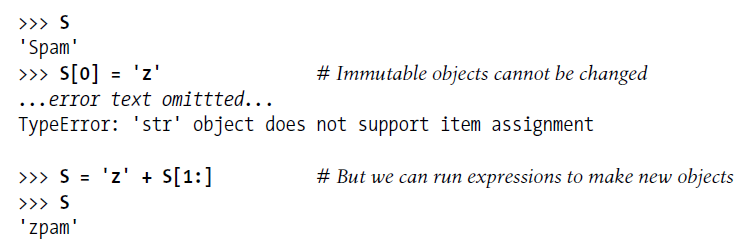 >>> S
'Spam'
>>> S[0] = 'z' # Immutable objects cannot be changed
...error text omittted...
TypeError: 'str' object does not support item assignment
>>> S = 'z' + S[1:] # But we can run expressions to make new objects
>>> S
'zpam'